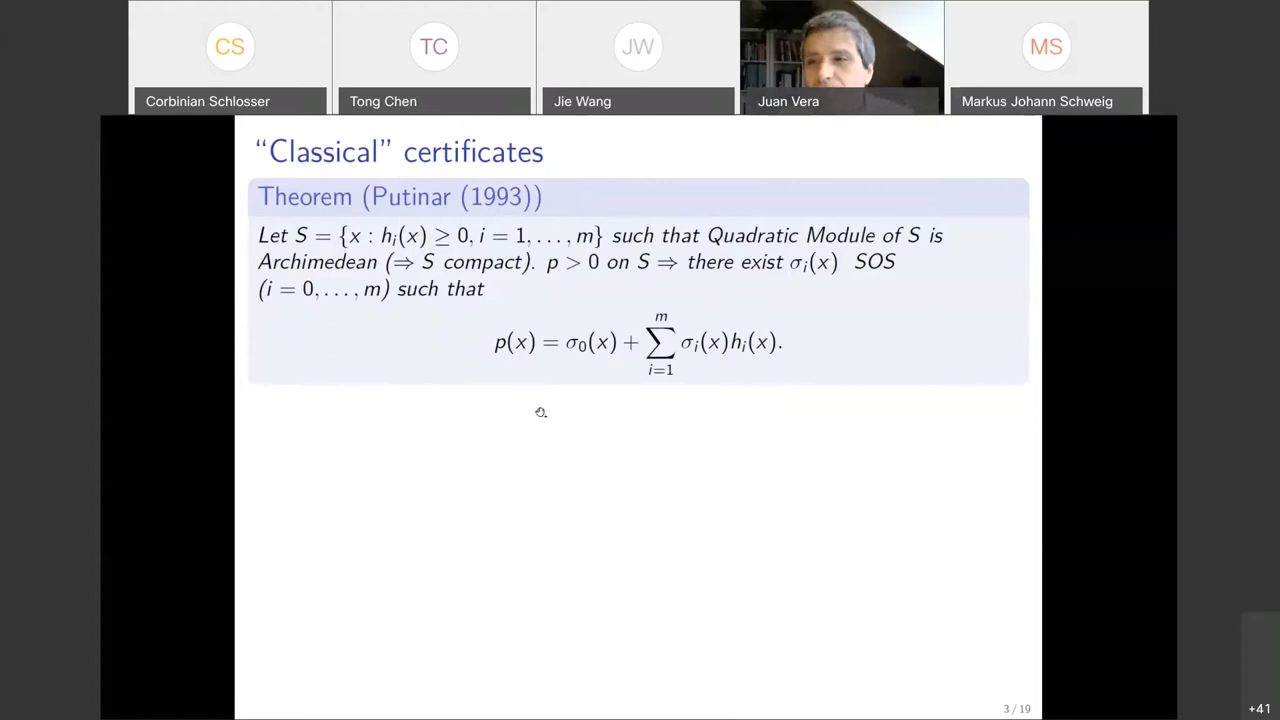 CS
TC
JW
MS
Corbinian Schlosser
Tong Chen
Jie Wang
Juan Vera
Markus Johann Schweig
“Classical” certificates
Theorem (Putinar (1993))
Let S = {x : hᵢ(x) ≥ 0, i = 1, . . . , m} such that Quadratic Module of S is
Archimedean (⇒ S compact). p > 0 on S ⇒ there exist σᵢ(x) SOS
(i = 0, . . . , m) such that
p(x) = σ₀(x) + ∑ᵢ₌₁ᵐ σᵢ(x)hᵢ(x).
3 / 19
+41